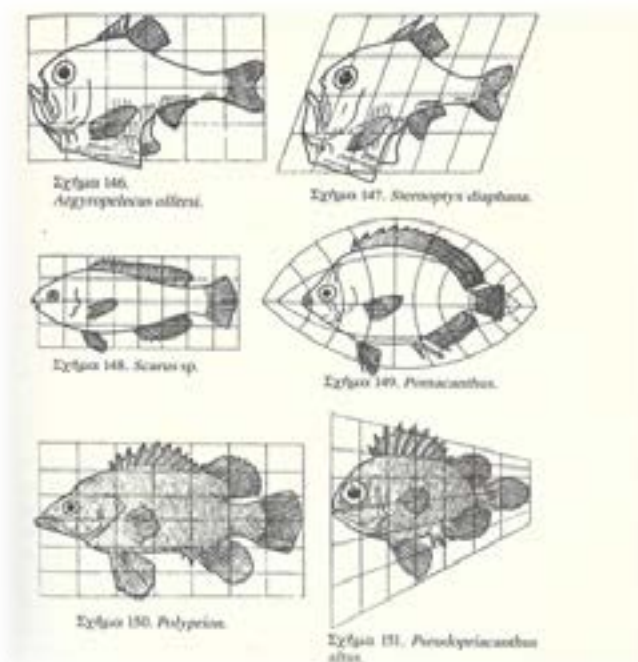 Σχήμα 146.
Argyropelecus olfersi.
Σχήμα 147. Sternoptyx diaphana.
Σχήμα 148. Scarus sp.
Σχήμα 149. Pomacanthus.
Σχήμα 150. Polyprion.
Σχήμα 151. Pseudopriacanthus
altus.